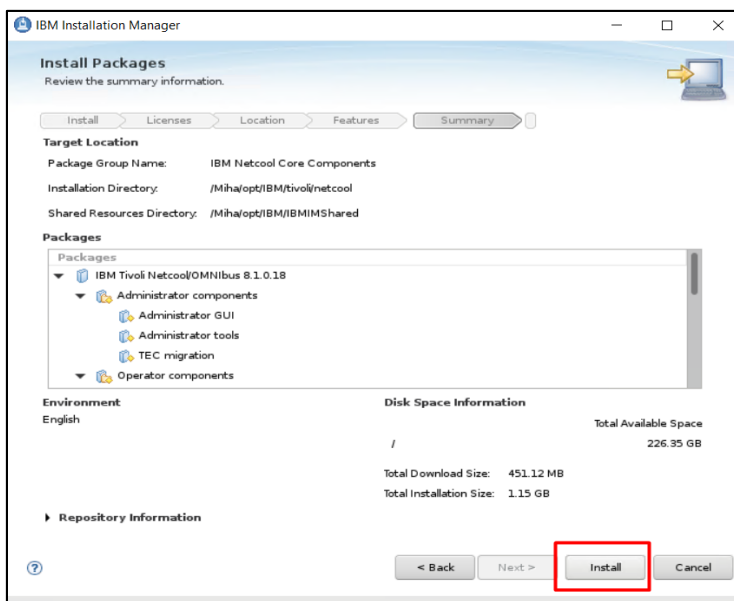 IBM Installation Manager
Install Packages
Review the summary information.
Install Licenses Location Features Summary
Target Location
Package Group Name: IBM Netcool Core Components
Installation Directory: /Miha/opt/IBM/tivoli/netcool
Shared Resources Directory: /Miha/opt/IBM/IBMIMShared
Packages
Packages
IBM Tivoli Netcool/OMNIbus 8.1.0.18
Administrator components
Administrator GUI
Administrator tools
TEC migration
Operator components
Environment Disk Space Information
English
Total Available Space
/ 226.35 GB
Total Download Size: 451.12 MB
Total Installation Size: 1.15 GB
Repository Information
? < Back Next > Install Cancel